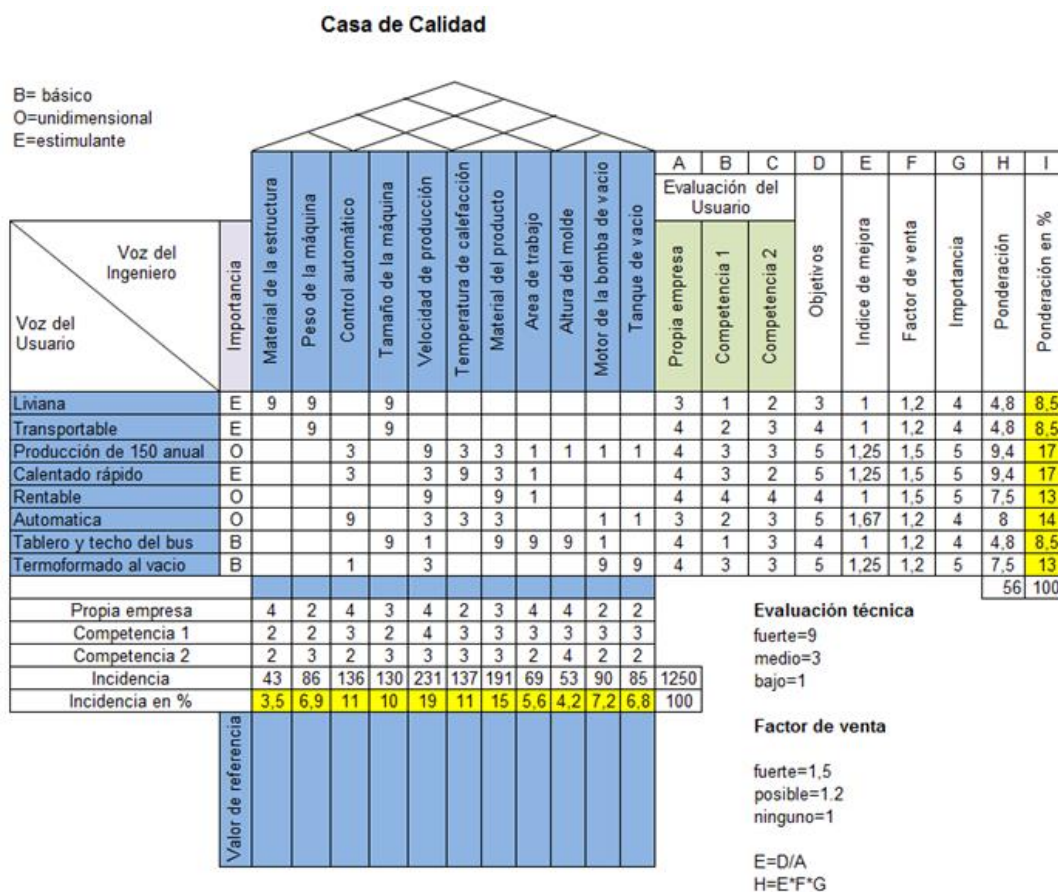 Casa de Calidad
B= básico
O=unidimensional
E=estimulante
A B C D E F G H I
Evaluación del
Usuario
Voz del
Ingeniero
Voz del
Usuario
Importancia
Material de la estructura
Peso de la máquina
Control automático
Tamaño de la máquina
Velocidad de producción
Temperatura de calefacción
Material del producto
Area de trabajo
Altura del molde
Motor de la bomba de vacio
Tanque de vacio
Propia empresa
Competencia 1
Competencia 2
Objetivos
Indice de mejora
Factor de venta
Importancia
Ponderación
Ponderación en %
Liviana E 9 9 9 3 1 2 3 1 1,2 4 4,8 8,5
Transportable E 9 9 4 2 3 4 1 1,2 4 4,8 8,5
Producción de 150 anual O 3 9 3 3 1 1 1 1 4 3 3 5 1,25 1,5 5 9,4 17
Calentado rápido E 3 3 9 3 1 4 3 2 5 1,25 1,5 5 9,4 17
Rentable O 9 9 1 4 4 4 4 1 1,5 5 7,5 13
Automatica O 9 3 3 3 1 1 3 2 3 5 1,67 1,2 4 8 14
Tablero y techo del bus B 9 1 9 9 9 1 4 1 3 4 1 1,2 4 4,8 8,5
Termoformado al vacio B 1 3 9 9 4 3 3 5 1,25 1,2 5 7,5 13
56 100
Propia empresa 4 2 4 3 4 2 3 4 4 2 2
Competencia 1 2 2 3 2 4 3 3 3 3 3 3
Competencia 2 2 3 2 3 3 3 3 2 4 2 2
Incidencia 43 86 136 130 231 137 191 69 53 90 85 1250
Incidencia en % 3,5 6,9 11 10 19 11 15 5,6 4,2 7,2 6,8 100
Valor de referencia
Evaluación técnica
fuerte=9
medio=3
bajo=1
Factor de venta
fuerte=1,5
posible=1.2
ninguno=1
E=D/A
H=E*F*G